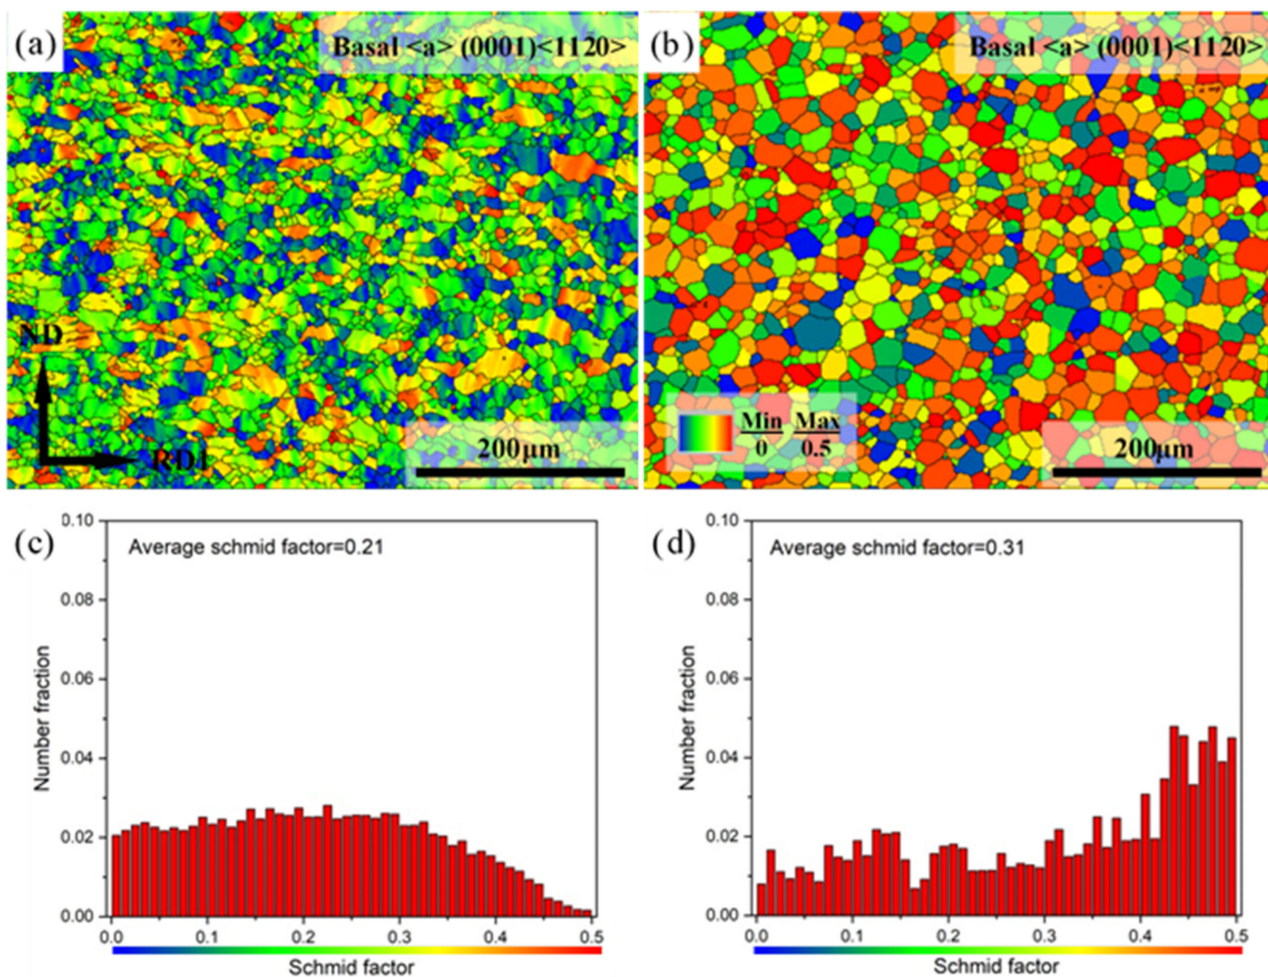 (a)
Basal <a> (0001)<1120>
(b)
Basal <a> (0001)<1120>
ND
RD1
200μm
Min Max
0 0.5
200μm
(c)
Average schmid factor=0.21
0.10
0.08
0.06
0.04
0.02
0.00
Number fraction
0.0 0.1 0.2 0.3 0.4 0.5
Schmid factor
(d)
Average schmid factor=0.31
0.10
0.08
0.06
0.04
0.02
0.00
Number fraction
0.0 0.1 0.2 0.3 0.4 0.5
Schmid factor